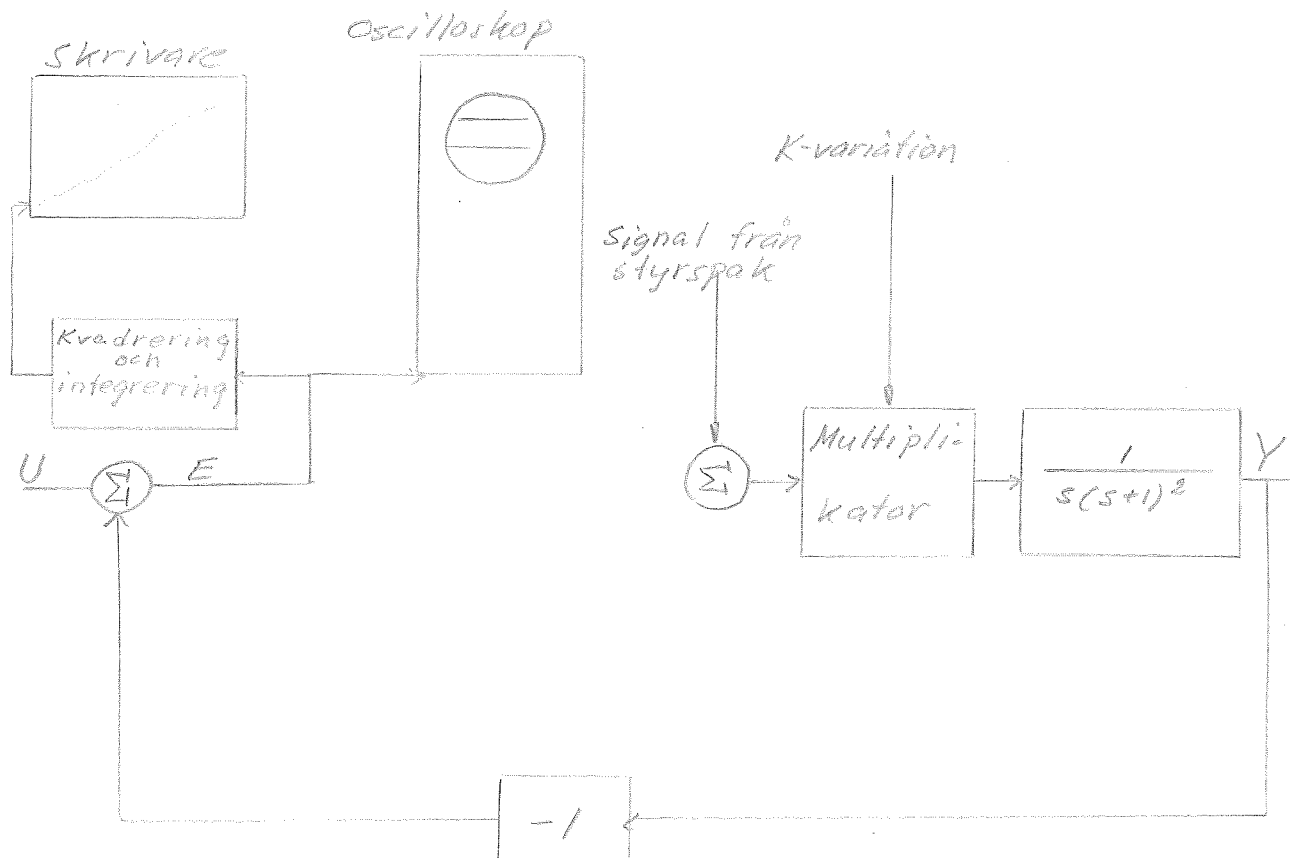 Oscilloskop
Skrivare
K-variation
Signal från
styrspak
Kvadrering
och
integrering
U
Σ
E
Σ
Multipli-
kator
1
s(s+1)²
Y
-1